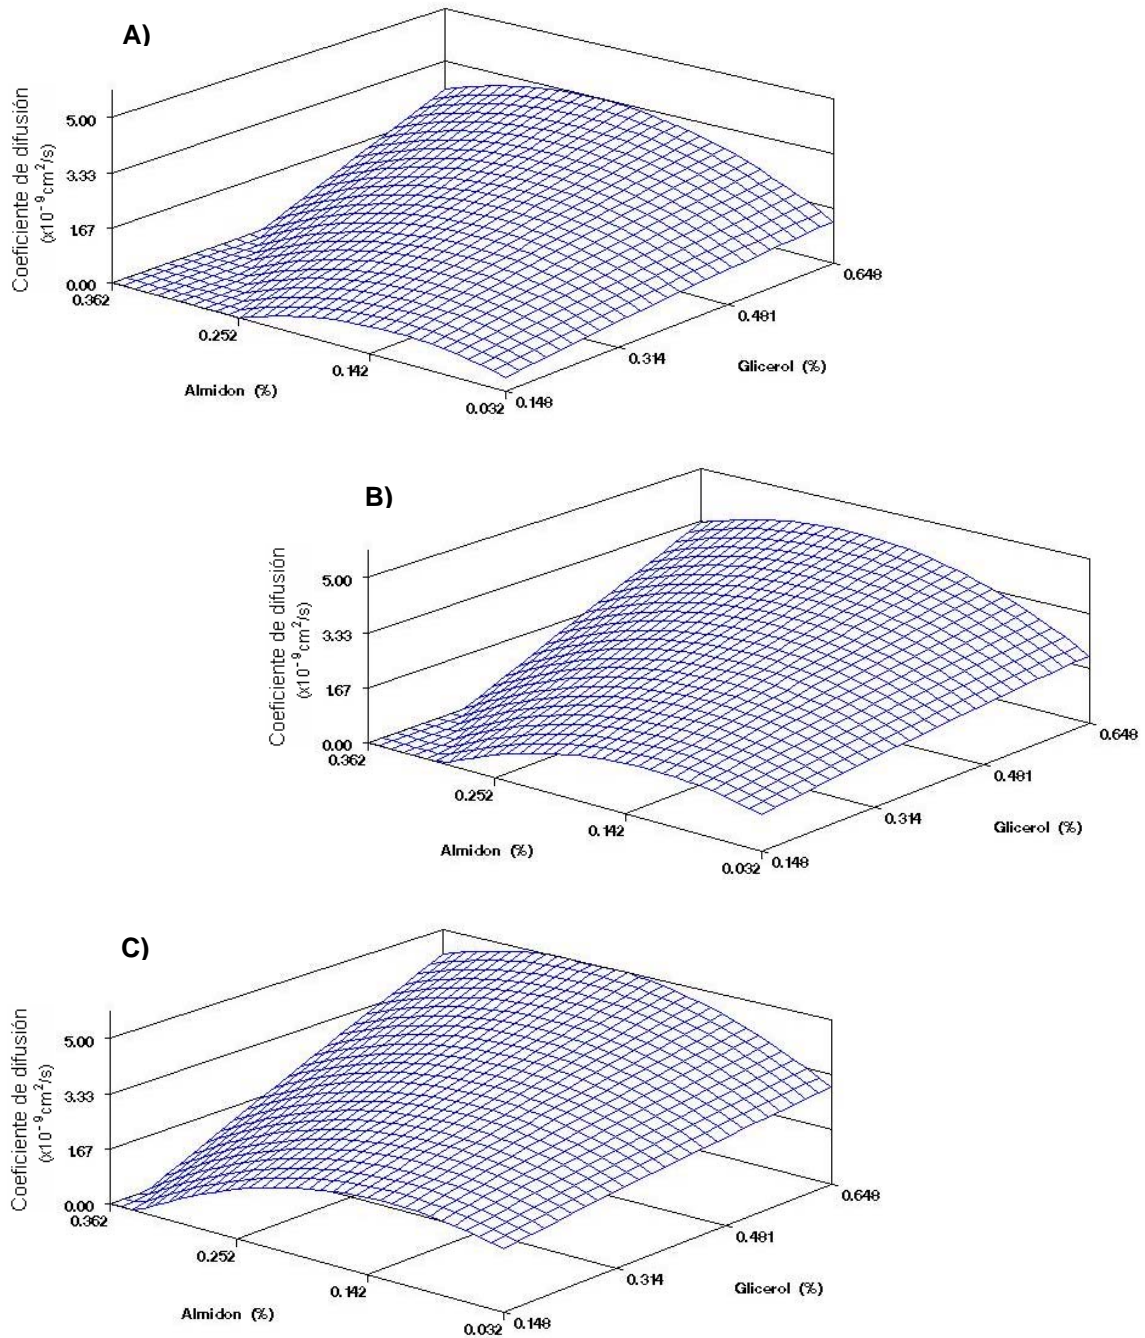 A)
Coeficiente de difusión
(x10⁻⁹cm²/s)
5.00
3.33
1.67
0.00
0.362
0.252
0.142
0.032
Almidon (%)
0.148
0.314
0.481
0.648
Glicerol (%)
B)
Coeficiente de difusión
(x10⁻⁹cm²/s)
5.00
3.33
1.67
0.00
0.362
0.252
0.142
0.032
Almidon (%)
0.148
0.314
0.481
0.648
Glicerol (%)
C)
Coeficiente de difusión
(x10⁻⁹cm²/s)
5.00
3.33
1.67
0.00
0.362
0.252
0.142
0.032
Almidon (%)
0.148
0.314
0.481
0.648
Glicerol (%)